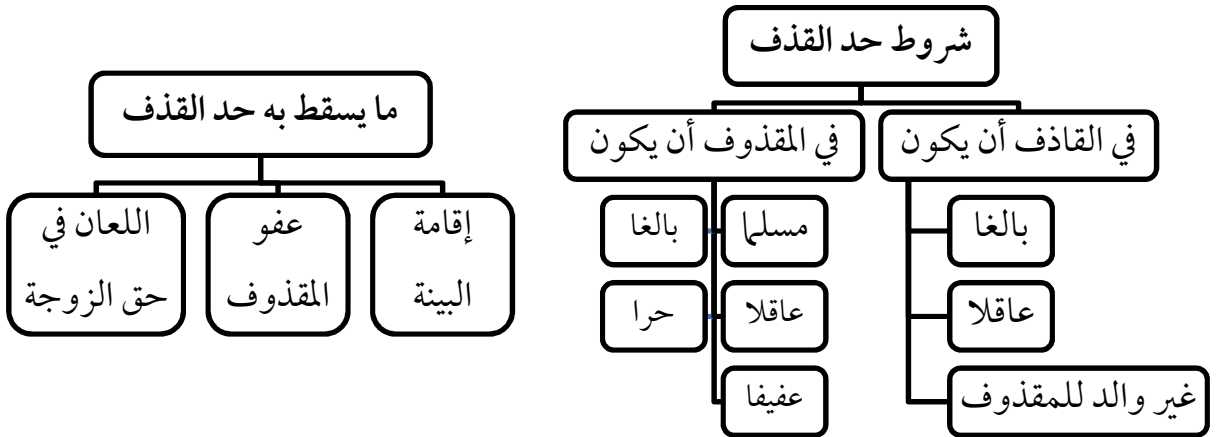 شروط حد القذف
في القاذف أن يكون
بالغا
عاقلا
غير والد للمقذوف
في المقذوف أن يكون
مسلما
بالغا
عاقلا
حرا
عفيفا
ما يسقط به حد القذف
إقامة
البينة
عفو
المقذوف
اللعان في
حق الزوجة